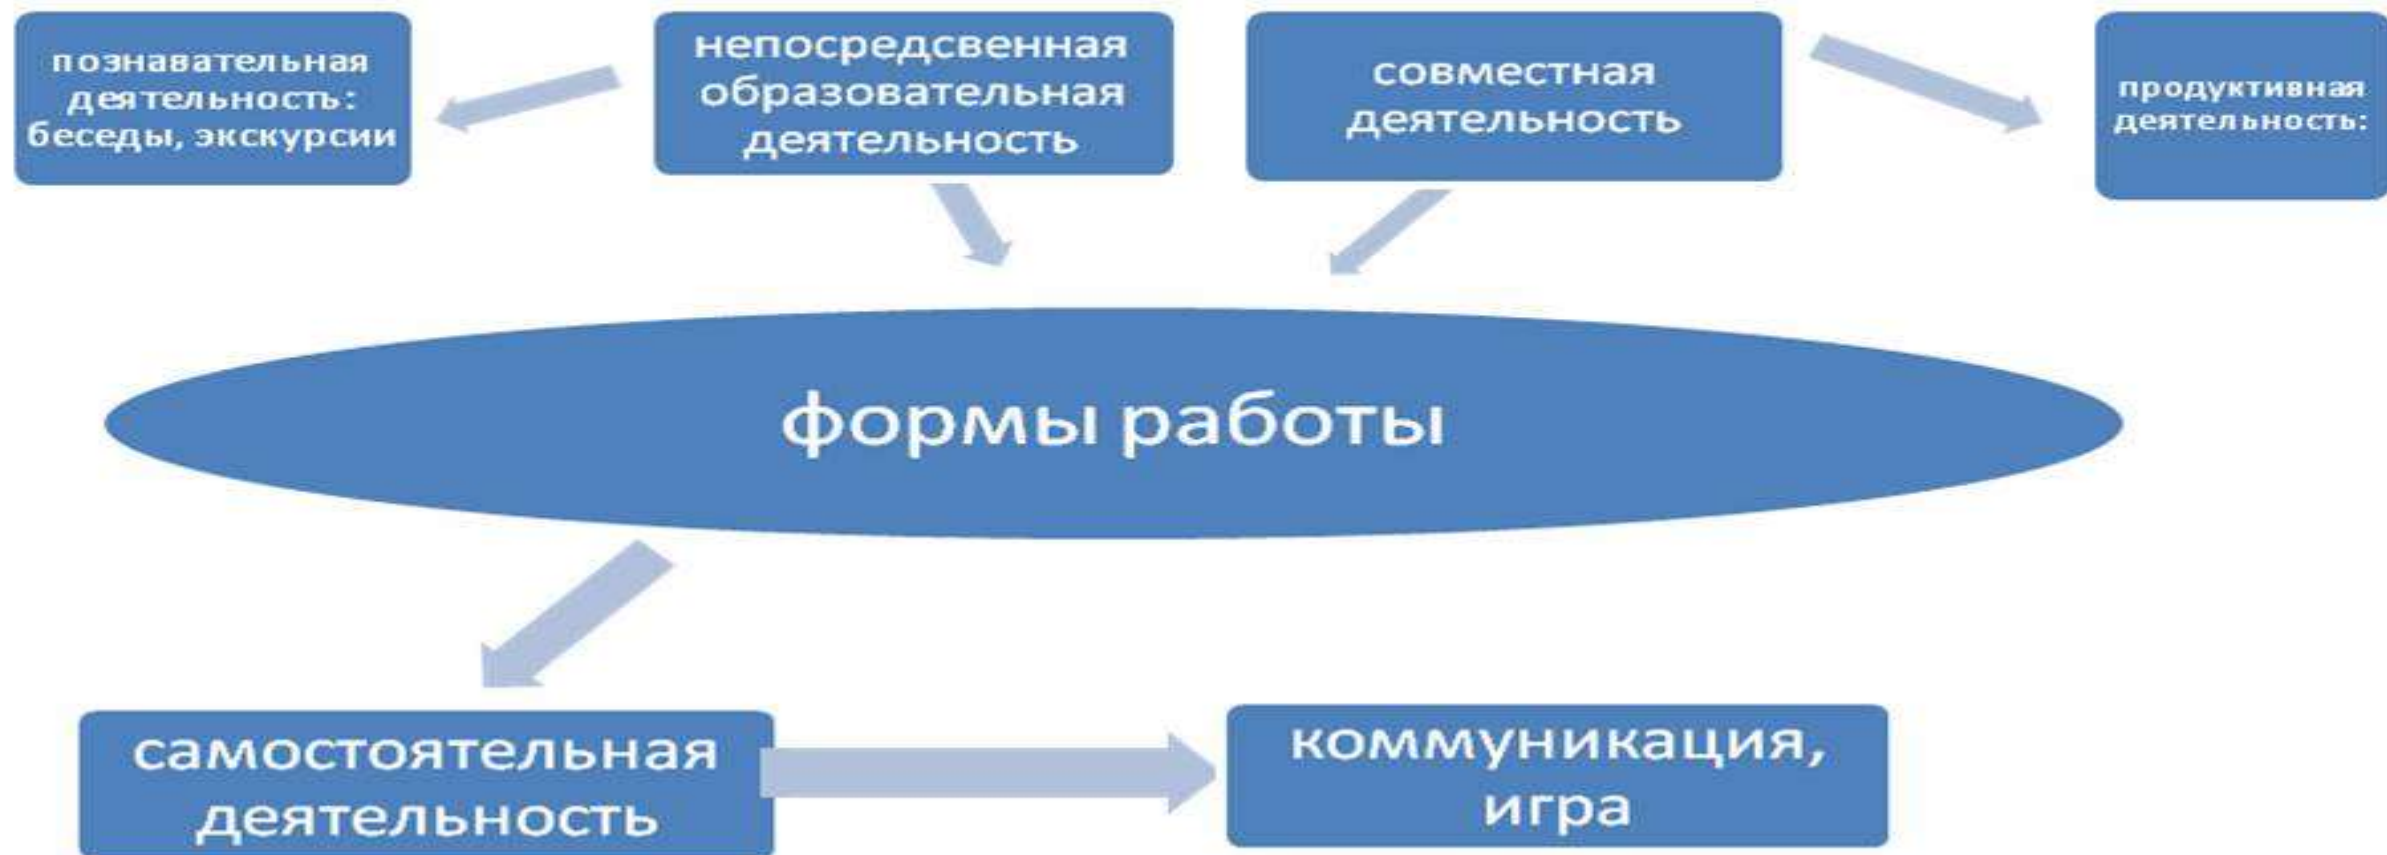 познавательная
деятельность:
беседы, экскурсии
непосредсвенная
образовательная
деятельность
совместная
деятельность
продуктивная
деятельность:
формы работы
самостоятельная
деятельность
коммуникация,
игра